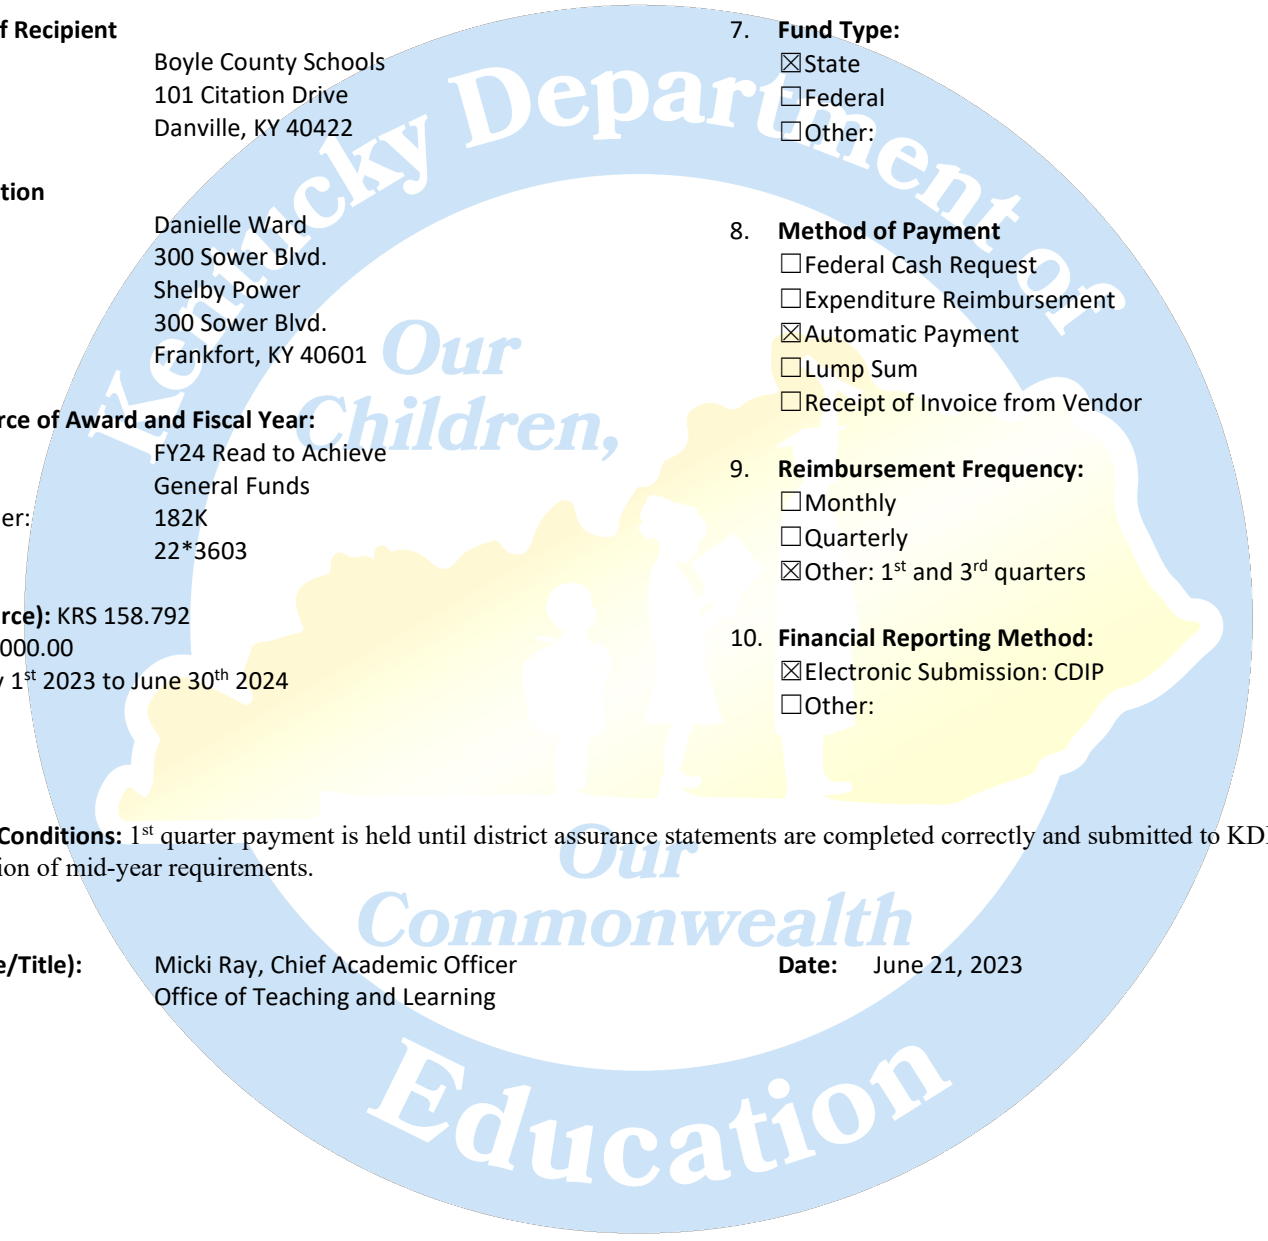 f Recipient
Boyle County Schools
101 Citation Drive
Danville, KY 40422
tion
Danielle Ward
300 Sower Blvd.
Shelby Power
300 Sower Blvd.
Frankfort, KY 40601
rce of Award and Fiscal Year:
FY24 Read to Achieve
General Funds
er: 182K
22*3603
rce): KRS 158.792
000.00
y 1st 2023 to June 30th 2024
7. Fund Type:
☒State
☐Federal
☐Other:
8. Method of Payment
☐Federal Cash Request
☐Expenditure Reimbursement
☒Automatic Payment
☐Lump Sum
☐Receipt of Invoice from Vendor
9. Reimbursement Frequency:
☐Monthly
☐Quarterly
☒Other: 1st and 3rd quarters
10. Financial Reporting Method:
☒Electronic Submission: CDIP
☐Other:
Conditions: 1st quarter payment is held until district assurance statements are completed correctly and submitted to KD
ion of mid-year requirements.
e/Title): Micki Ray, Chief Academic Officer
Office of Teaching and Learning
Date: June 21, 2023
Kentucky Department of
Education
Our
Children,
Our
Commonwealth